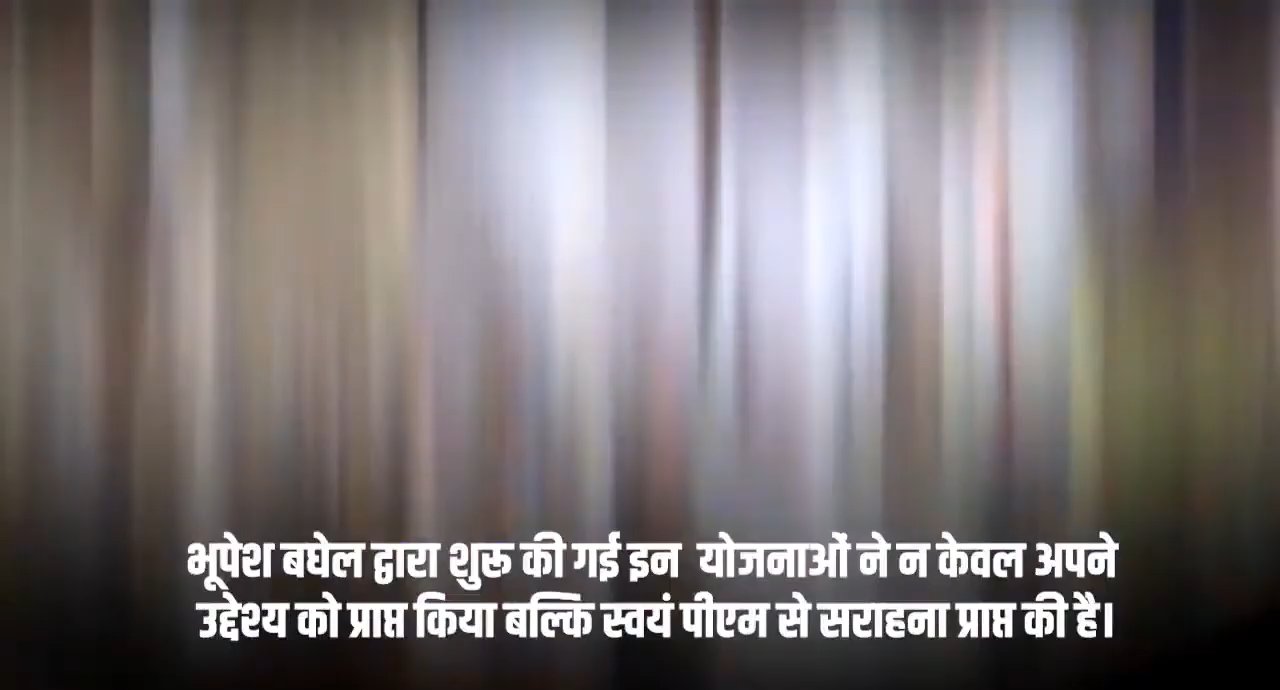 भूपेश बघेल द्वारा शुरू की गई इन योजनाओं ने न केवल अपने
उद्देश्य को प्राप्त किया बल्कि स्वयं पीएम से सराहना प्राप्त की है।